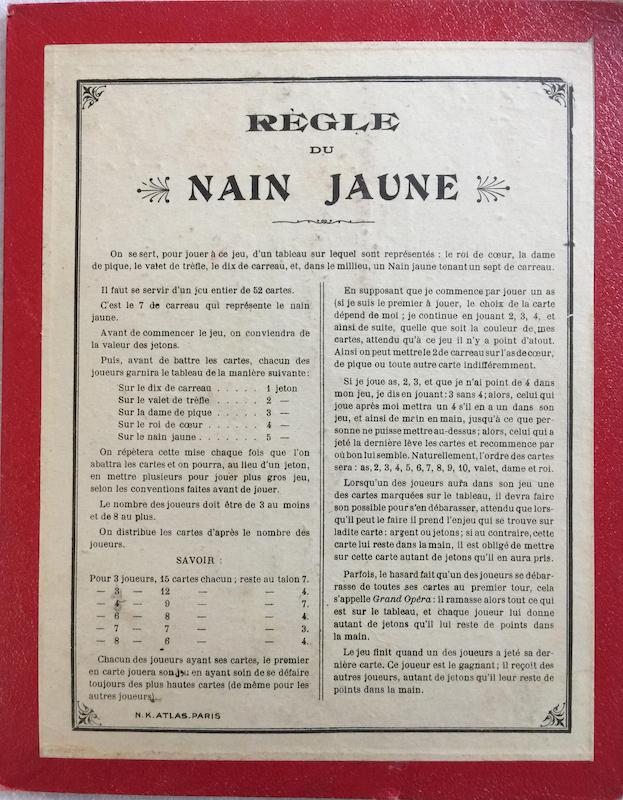 RÈGLE
DU
NAIN JAUNE
On se sert, pour jouer à ce jeu, d'un tableau sur lequel sont représentés : le roi de cœur, la dame
de pique, le valet de trèfle, le dix de carreau, et, dans le millieu, un Nain jaune tenant un sept de carreau.
Il faut se servir d'un jeu entier de 52 cartes.
C'est le 7 de carreau qui représente le nain
jaune.
Avant de commencer le jeu, on conviendra de
la valeur des jetons.
Puis, avant de battre les cartes, chacun des
joueurs garnira le tableau de la manière suivante :
Sur le dix de carreau . . . . . 1 jeton
Sur le valet de trèfle . . . . . 2 —
Sur la dame de pique . . . . . 3 —
Sur le roi de cœur . . . . . . 4 —
Sur le nain jaune . . . . . . . 5 —
On répètera cette mise chaque fois que l'on
abattra les cartes et on pourra, au lieu d'un jeton,
en mettre plusieurs pour jouer plus gros jeu,
selon les conventions faites avant de jouer.
Le nombre des joueurs doit être de 3 au moins
et de 8 au plus.
On distribue les cartes d'après le nombre des
joueurs.
SAVOIR :
Pour 3 joueurs, 15 cartes chacun ; reste au talon 7.
— 3 — 12 — — 4.
— 4 — 9 — — 7.
— 6 — 8 — — 4.
— 7 — 7 — — 3.
— 8 — 6 — — 4.
Chacun des joueurs ayant ses cartes, le premier
en carte jouera son jeu en ayant soin de se défaire
toujours des plus hautes cartes (de même pour les
autres joueurs).
En supposant que je commence par jouer un as
(si je suis le premier à jouer, le choix de la carte
dépend de moi ; je continue en jouant 2, 3, 4, et
ainsi de suite, quelle que soit la couleur de mes
cartes, attendu qu'à ce jeu il n'y a point d'atout.
Ainsi on peut mettre le 2 de carreau sur l'as de cœur,
de pique ou toute autre carte indifféremment.
Si je joue as, 2, 3, et que je n'ai point de 4 dans
mon jeu, je dis en jouant : 3 sans 4 ; alors, celui qui
joue après moi mettra un 4 s'il en a un dans son
jeu, et ainsi de main en main, jusqu'à ce que per-
sonne ne puisse mettre au-dessus ; alors, celui qui a
jeté la dernière lève les cartes et recommence par
où bon lui semble. Naturellement, l'ordre des cartes
sera : as, 2, 3, 4, 5, 6, 7, 8, 9, 10, valet, dame et roi.
Lorsqu'un des joueurs aura dans son jeu une
des cartes marquées sur le tableau, il devra faire
son possible pour s'en débarasser, attendu que lors-
qu'il peut le faire il prend l'enjeu qui se trouve sur
ladite carte : argent ou jetons ; si au contraire, cette
carte lui reste dans la main, il est obligé de mettre
sur cette carte autant de jetons qu'il en aura pris.
Parfois, le hasard fait qu'un des joueurs se débar-
rasse de toutes ses cartes au premier tour, cela
s'appelle Grand Opéra : il ramasse alors tout ce qui
est sur le tableau, et chaque joueur lui donne
autant de jetons qu'il lui reste de points dans
la main.
Le jeu finit quand un des joueurs a jeté sa der-
nière carte. Ce joueur est le gagnant ; il reçoit des
autres joueurs, autant de jetons qu'il leur reste de
points dans la main.
N.K.ATLAS.PARIS